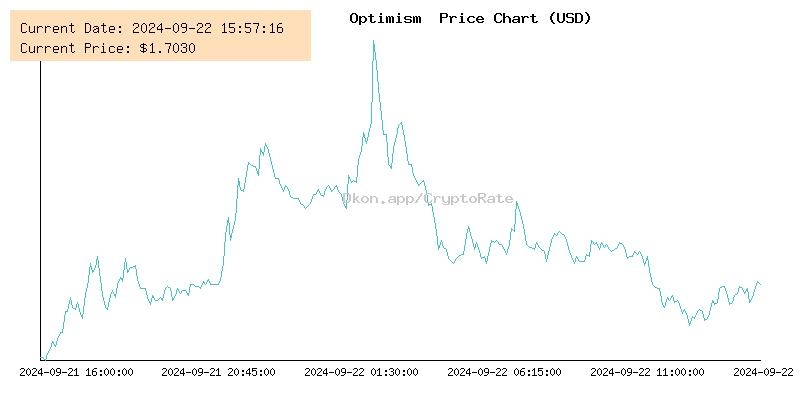 Optimism Price Chart (USD)
Current Date: 2024-09-22 15:57:16
Current Price: $1.7030
Dkon.app/CryptoRate
2024-09-21 16:00:00 2024-09-21 20:45:00 2024-09-22 01:30:00 2024-09-22 06:15:00 2024-09-22 11:00:00 2024-09-22